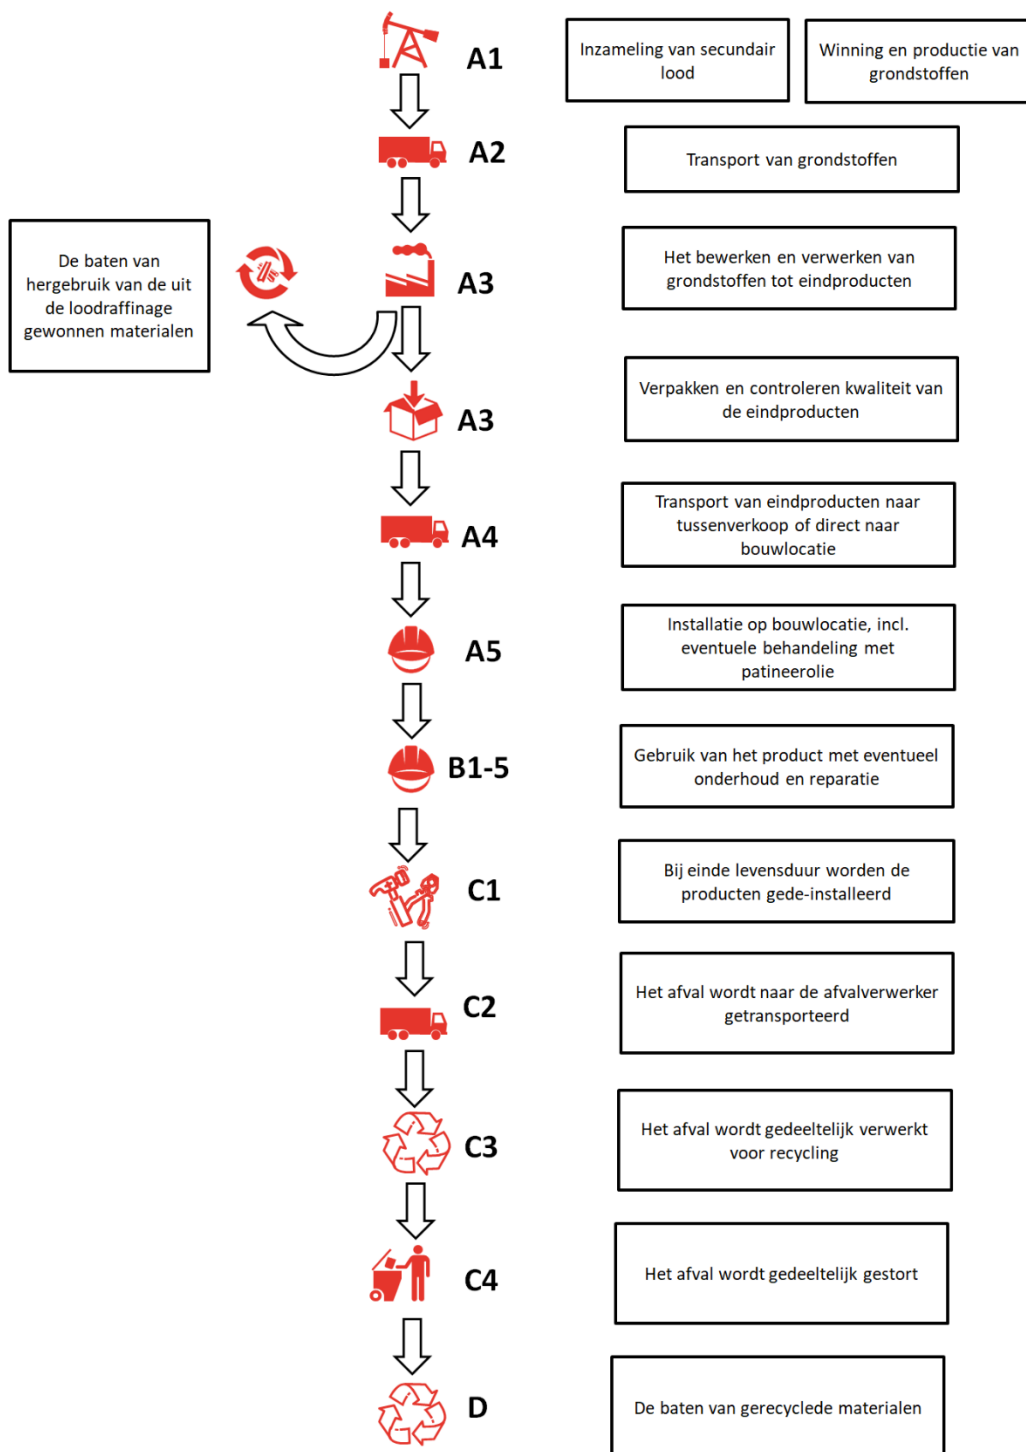 A1
Inzameling van secundair
lood
Winning en productie van
grondstoffen
A2
Transport van grondstoffen
De baten van
hergebruik van de uit
de loodraffinage
gewonnen materialen
A3
Het bewerken en verwerken van
grondstoffen tot eindproducten
A3
Verpakken en controleren kwaliteit van
de eindproducten
A4
Transport van eindproducten naar
tussenverkoop of direct naar
bouwlocatie
A5
Installatie op bouwlocatie, incl.
eventuele behandeling met
patineerolie
B1-5
Gebruik van het product met eventueel
onderhoud en reparatie
C1
Bij einde levensduur worden de
producten gede-installeerd
C2
Het afval wordt naar de afvalverwerker
getransporteerd
C3
Het afval wordt gedeeltelijk verwerkt
voor recycling
C4
Het afval wordt gedeeltelijk gestort
D
De baten van gerecyclede materialen